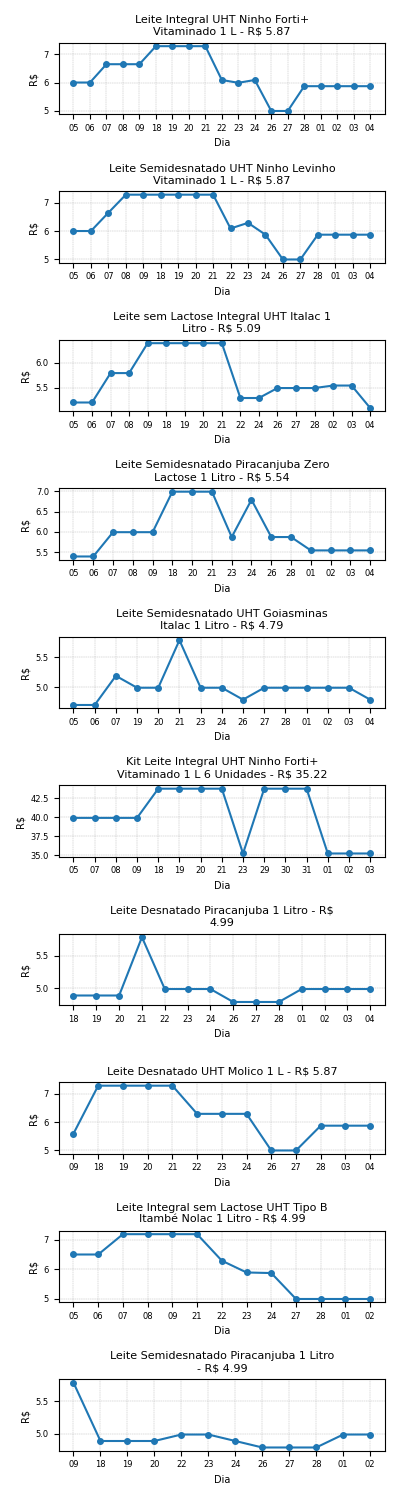 Leite Integral UHT Ninho Forti+
Vitaminado 1 L - R$ 5.87
7
6
5
R$
05 06 07 08 09 18 19 20 21 22 23 24 26 27 28 01 02 03 04
Dia
Leite Semidesnatado UHT Ninho Levinho
Vitaminado 1 L - R$ 5.87
7
6
5
R$
05 06 07 08 09 18 19 20 21 22 23 24 26 27 28 01 02 03 04
Dia
Leite sem Lactose Integral UHT Italac 1
Litro - R$ 5.09
6.0
5.5
R$
05 06 07 08 09 18 19 20 21 22 24 26 27 28 02 03 04
Dia
Leite Semidesnatado Piracanjuba Zero
Lactose 1 Litro - R$ 5.54
7.0
6.5
6.0
5.5
R$
05 06 07 08 09 18 20 21 23 24 26 28 01 02 03 04
Dia
Leite Semidesnatado UHT Goiasminas
Italac 1 Litro - R$ 4.79
5.5
5.0
R$
05 06 07 19 20 21 23 24 26 27 28 01 02 03 04
Dia
Kit Leite Integral UHT Ninho Forti+
Vitaminado 1 L 6 Unidades - R$ 35.22
42.5
40.0
37.5
35.0
R$
05 07 08 09 18 19 20 21 23 29 30 31 01 02 03
Dia
Leite Desnatado Piracanjuba 1 Litro - R$
4.99
5.5
5.0
R$
18 19 20 21 22 23 24 26 27 28 01 02 03 04
Dia
Leite Desnatado UHT Molico 1 L - R$ 5.87
7
6
5
R$
09 18 19 20 21 22 23 24 26 27 28 03 04
Dia
Leite Integral sem Lactose UHT Tipo B
Itambé Nolac 1 Litro - R$ 4.99
7
6
5
R$
05 06 07 08 09 21 22 23 24 27 28 01 02
Dia
Leite Semidesnatado Piracanjuba 1 Litro
- R$ 4.99
5.5
5.0
R$
09 18 19 20 22 23 24 26 27 28 01 02
Dia